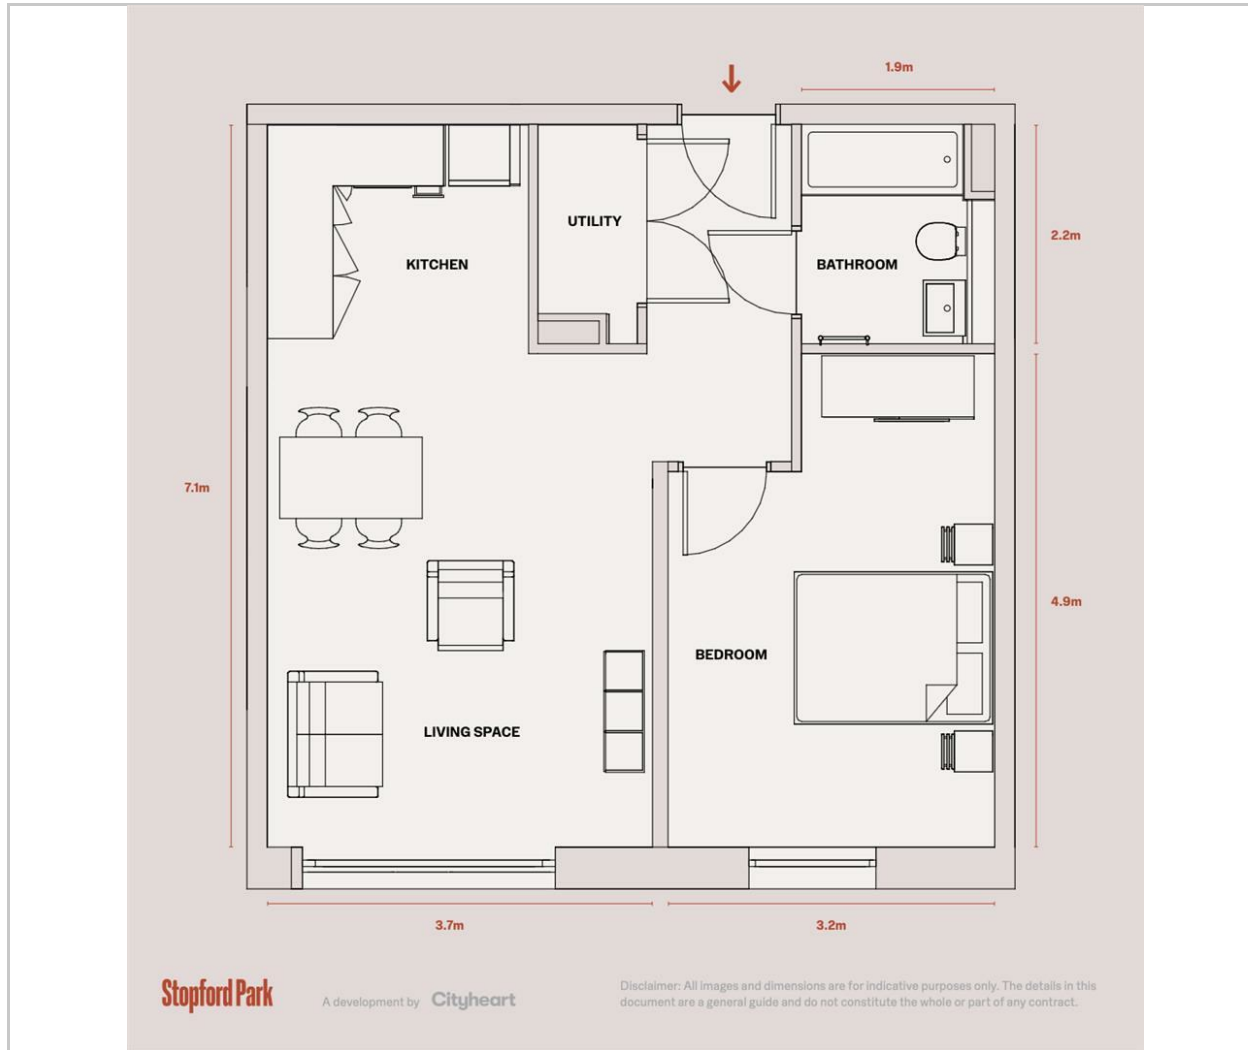 1.9m
UTILITY
2.2m
KITCHEN
BATHROOM
7.1m
4.9m
BEDROOM
LIVING SPACE
3.7m
3.2m
Stopford Park
A development by Cityheart
Disclaimer: All images and dimensions are for indicative purposes only. The details in this
document are a general guide and do not constitute the whole or part of any contract.